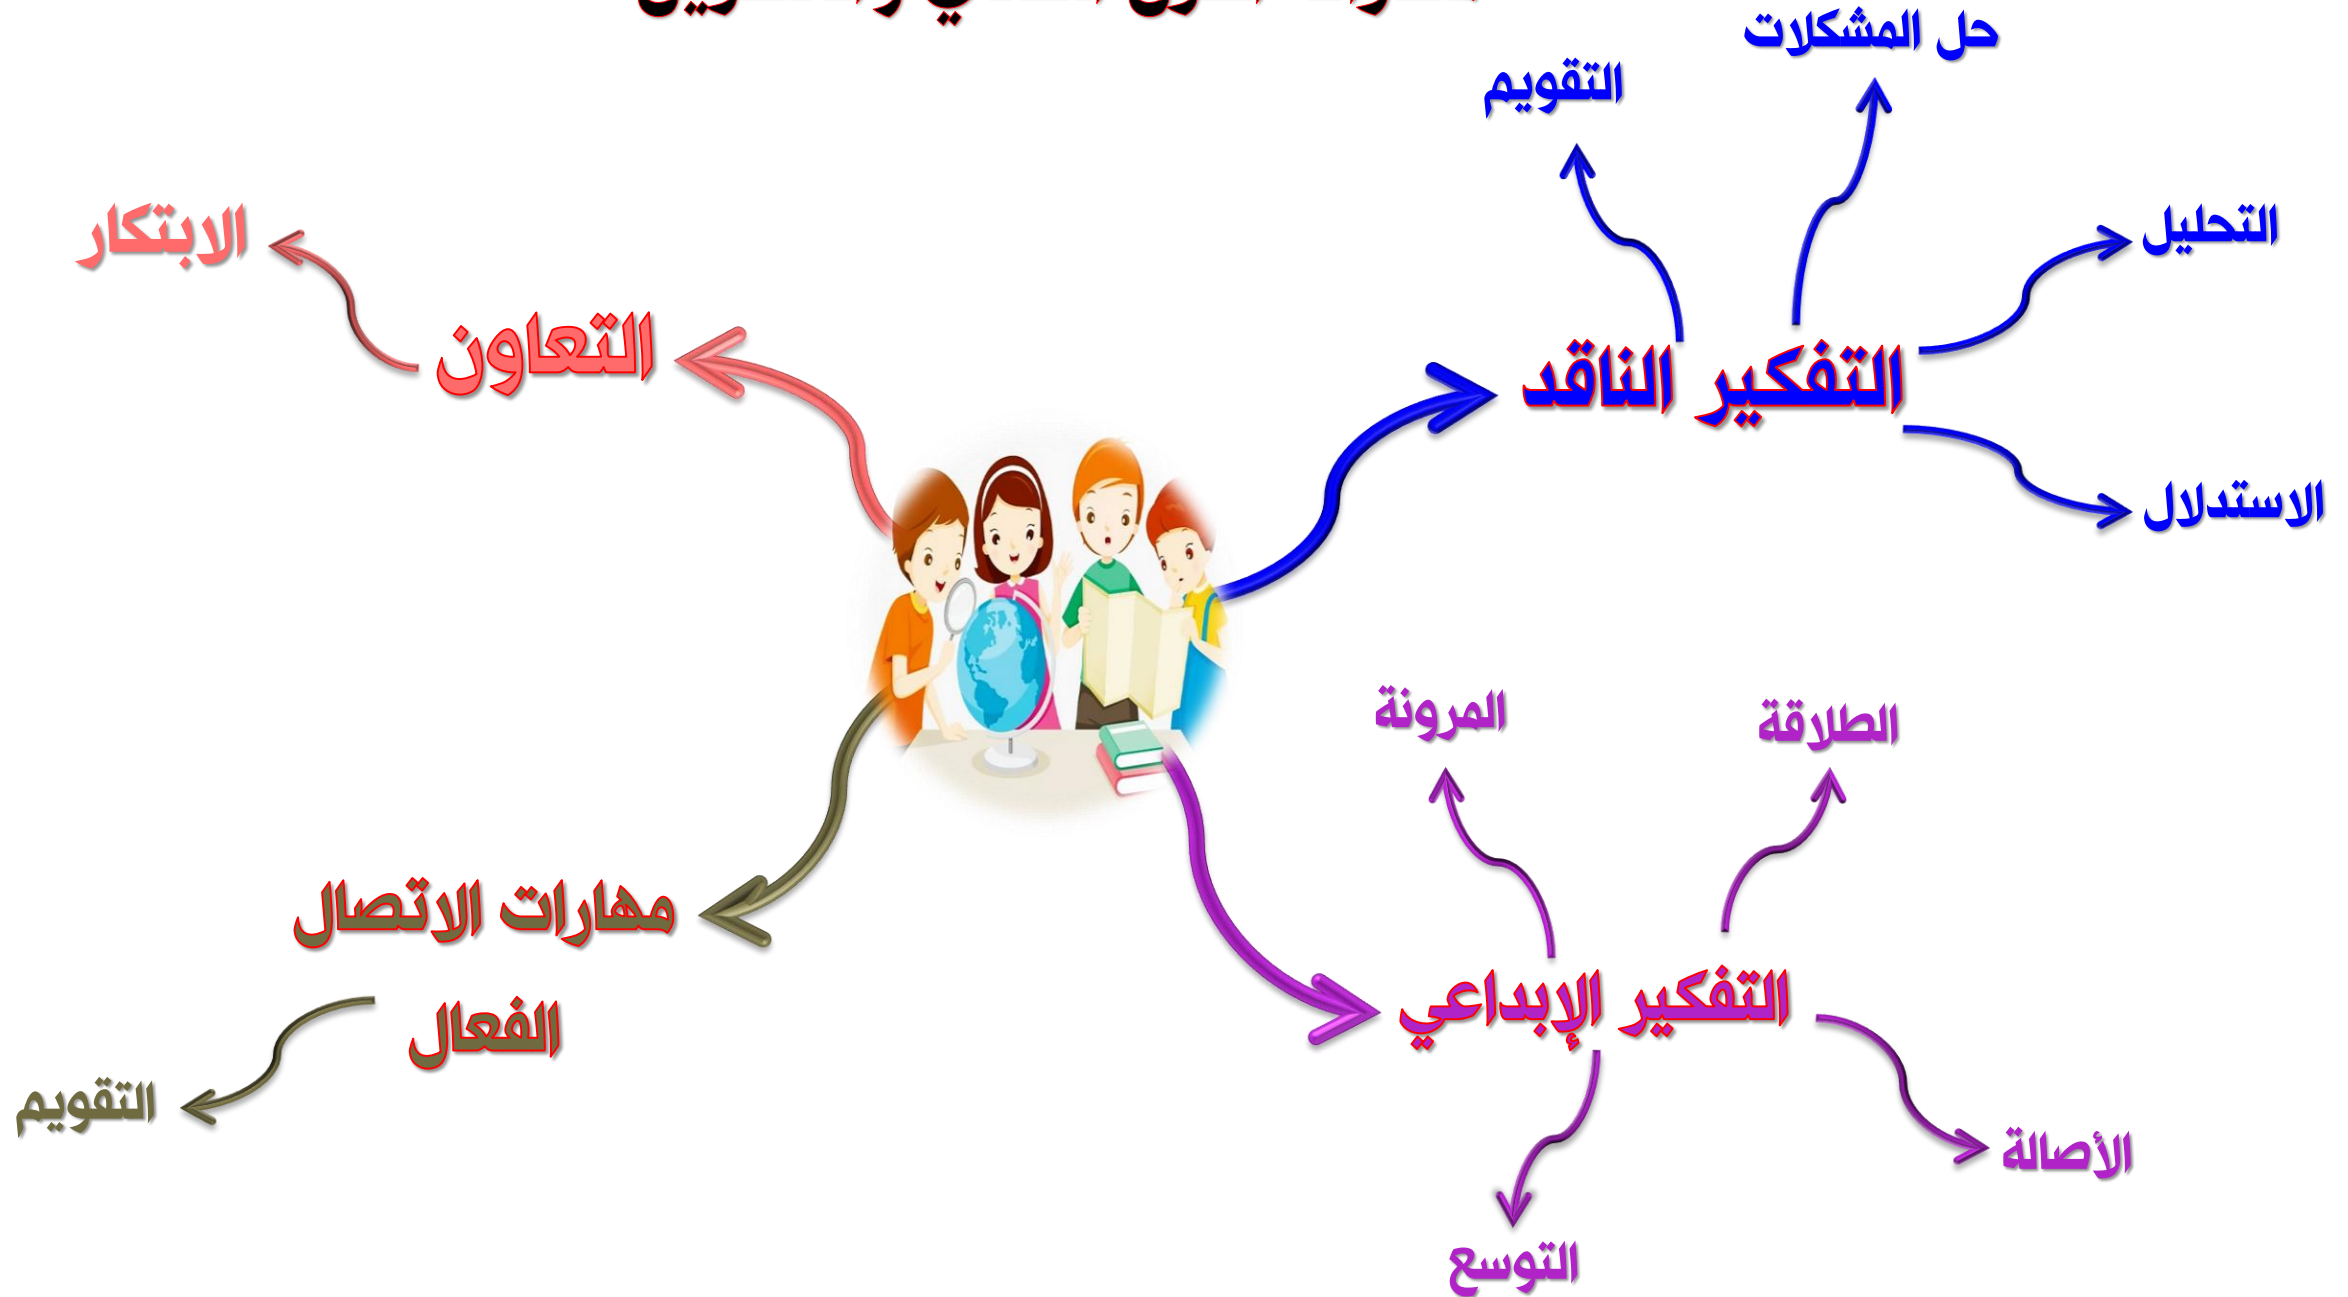 حل المشكلات
التقويم
التحليل
الاستدلال
التفكير الناقد
الابتكار
التعاون
الطلاقة
المرونة
التفكير الإبداعي
الأصالة
التوسع
مهارات الاتصال
الفعال
التقويم